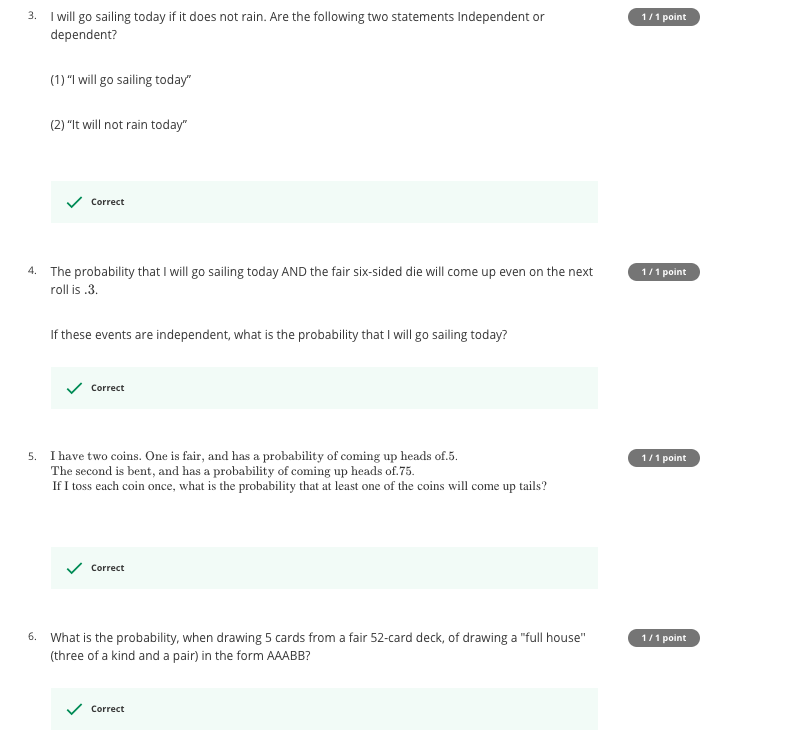 3. I will go sailing today if it does not rain. Are the following two statements Independent or
dependent?
1 / 1 point
(1) “I will go sailing today”
(2) “It will not rain today”
Correct
4. The probability that I will go sailing today AND the fair six-sided die will come up even on the next
roll is .3.
1 / 1 point
If these events are independent, what is the probability that I will go sailing today?
Correct
5. I have two coins. One is fair, and has a probability of coming up heads of.5.
The second is bent, and has a probability of coming up heads of.75.
If I toss each coin once, what is the probability that at least one of the coins will come up tails?
1 / 1 point
Correct
6. What is the probability, when drawing 5 cards from a fair 52-card deck, of drawing a "full house"
(three of a kind and a pair) in the form AAABB?
1 / 1 point
Correct